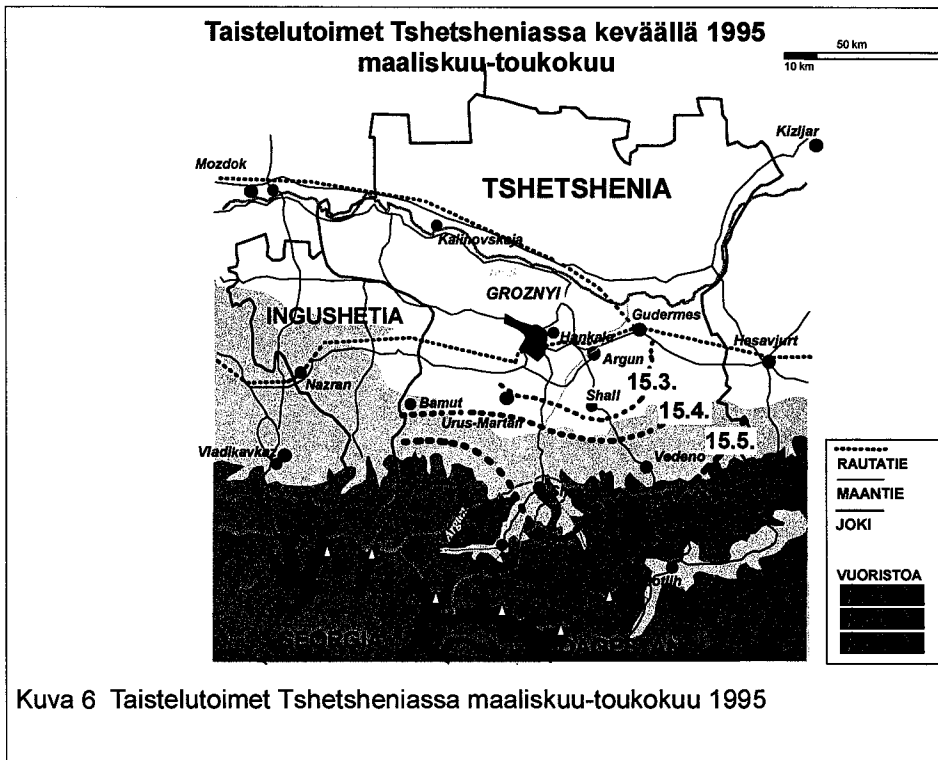 Taistelutoimet Tshetsheniassa keväällä 1995
maaliskuu-toukokuu
50 km
10 km
Kizljar
Mozdok
TSHETSHENIA
Kalinovskaja
GROZNYI
INGUSHETIA
Gudermes
Hankala
Hasavjurt
Argun
Nazran
15.3.
Shali
Bamut
15.4.
Urus-Martan
15.5.
Vladikavkaz
Vedeno
RAUTATIE
MAANTIE
JOKI
Argun
VUORISTOA
GEORGIA
DAGESTAN
Kuva 6 Taistelutoimet Tshetsheniassa maaliskuu-toukokuu 1995